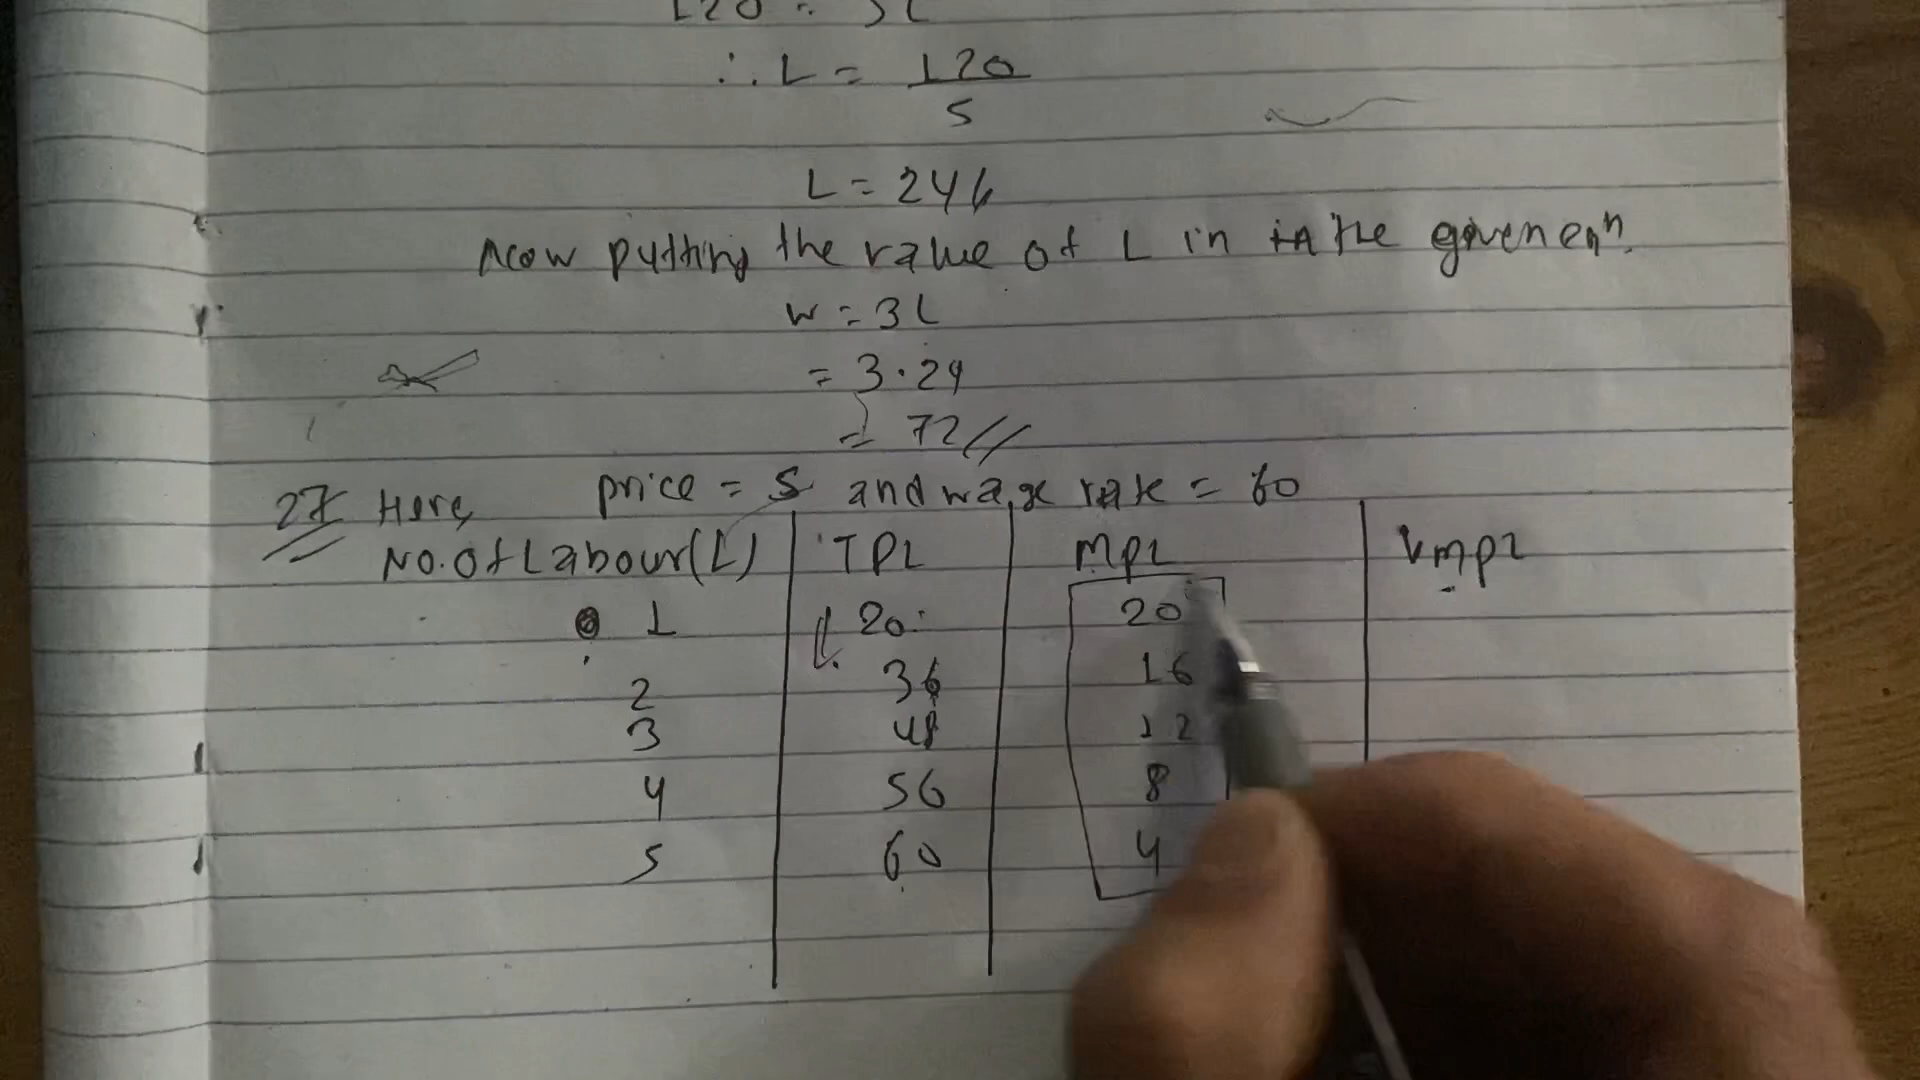 ∴ L = 120
5
L = 24
Now putting the value of L in in the given eqn.
W = 3L
= 3.24
= 72//
27 Here, price = 5 and wage rate = 60
No. of Labour(L) TPL MPL VMPL
1 20 20
2 36 16
3 48 12
4 56 8
5 60 4